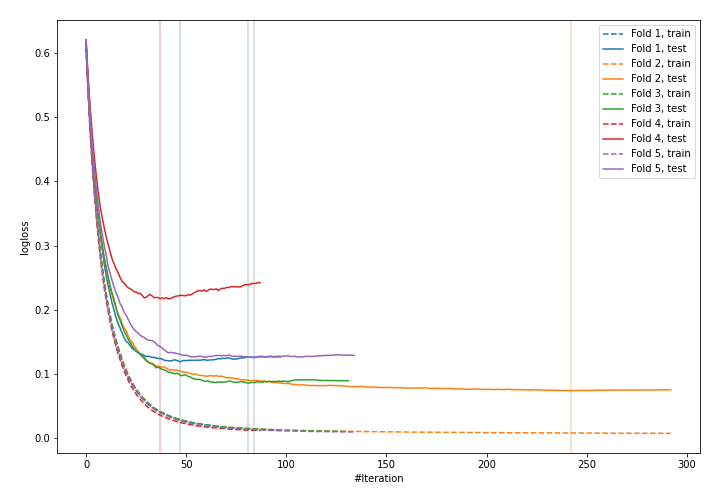 Fold 1, train
Fold 1, test
Fold 2, train
Fold 2, test
Fold 3, train
Fold 3, test
Fold 4, train
Fold 4, test
Fold 5, train
Fold 5, test
logloss
0.6
0.5
0.4
0.3
0.2
0.1
0.0
0 50 100 150 200 250 300
#Iteration